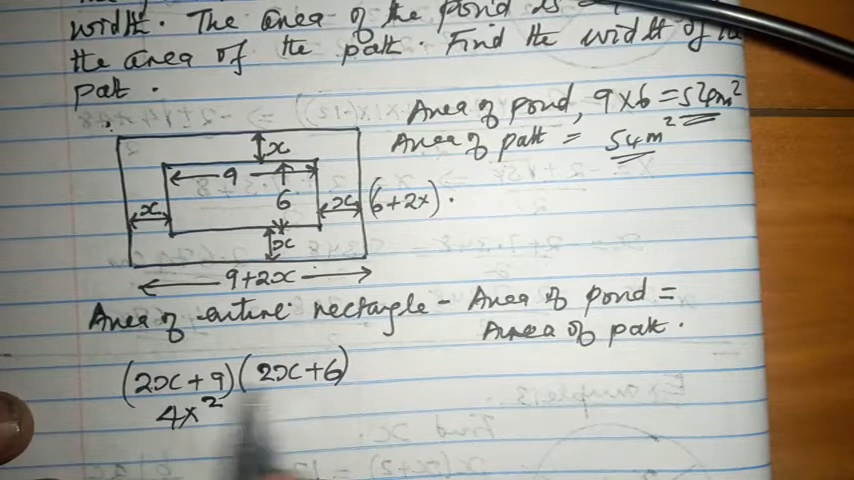 width. The area of the pond is
the area of the path. Find the width of the
path.
Area of pond, 9 x 6 = 54m²
Area of path = 54m²
x
9
6
x
x
(6+2x).
x
9+2x
Area of entire rectangle - Area of pond =
Area of path.
(2x+9)(2x+6)
4x²